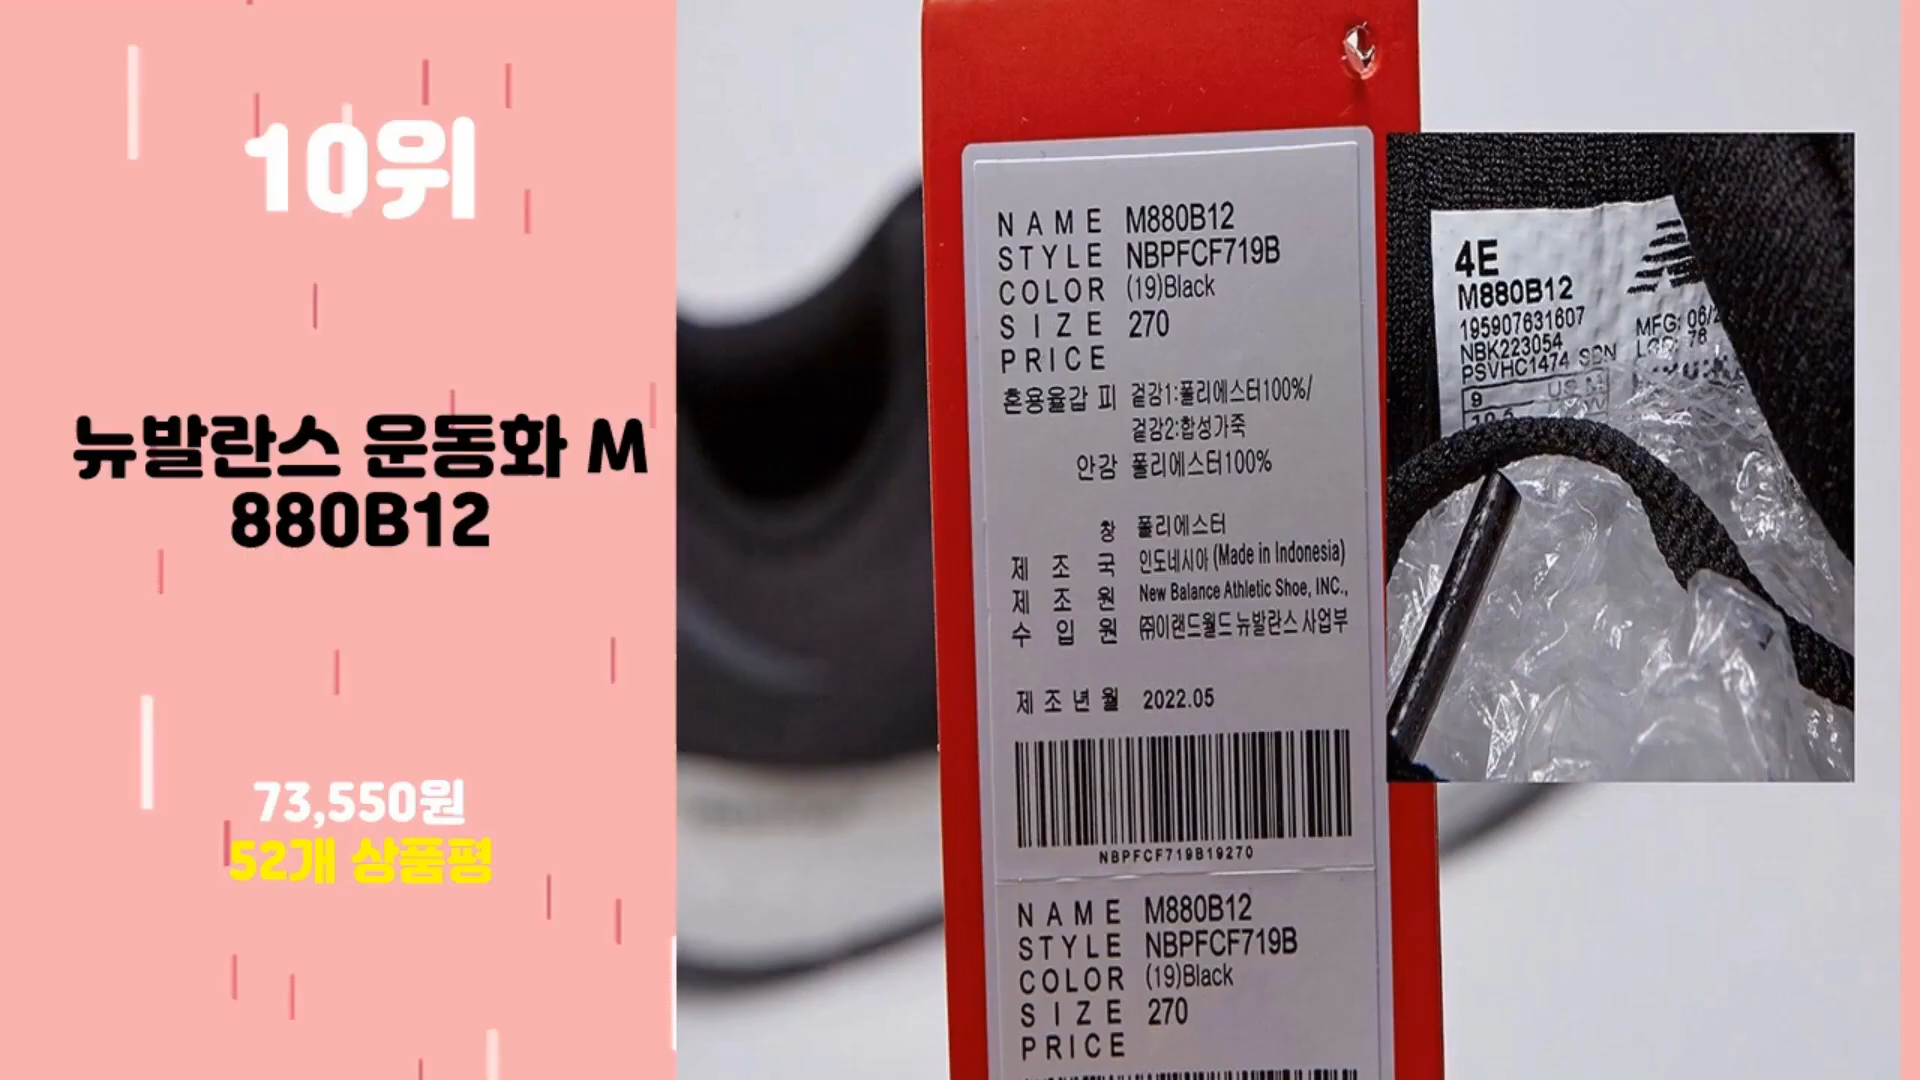 10위
뉴발란스 운동화 M
880B12
73,550원
52개 상품평
NAME M880B12
STYLE NBPFCF719B
COLOR (19)Black
SIZE 270
PRICE
혼용율갑 피 겉감1:폴리에스터100%/
겉감2:합성가죽
안감 폴리에스터100%
창 폴리에스터
제 조 국 인도네시아 (Made in Indonesia)
제 조 원 New Balance Athletic Shoe, INC.,
수 입 원 ㈜이랜드월드 뉴발란스 사업부
제 조 년 월 2022.05
NBPFCF719B19270
NAME M880B12
STYLE NBPFCF719B
COLOR (19)Black
SIZE 270
PRICE
4E
M880B12
195907631607
NBK223054
PSVHC1474
MFG: 06/2
78
9